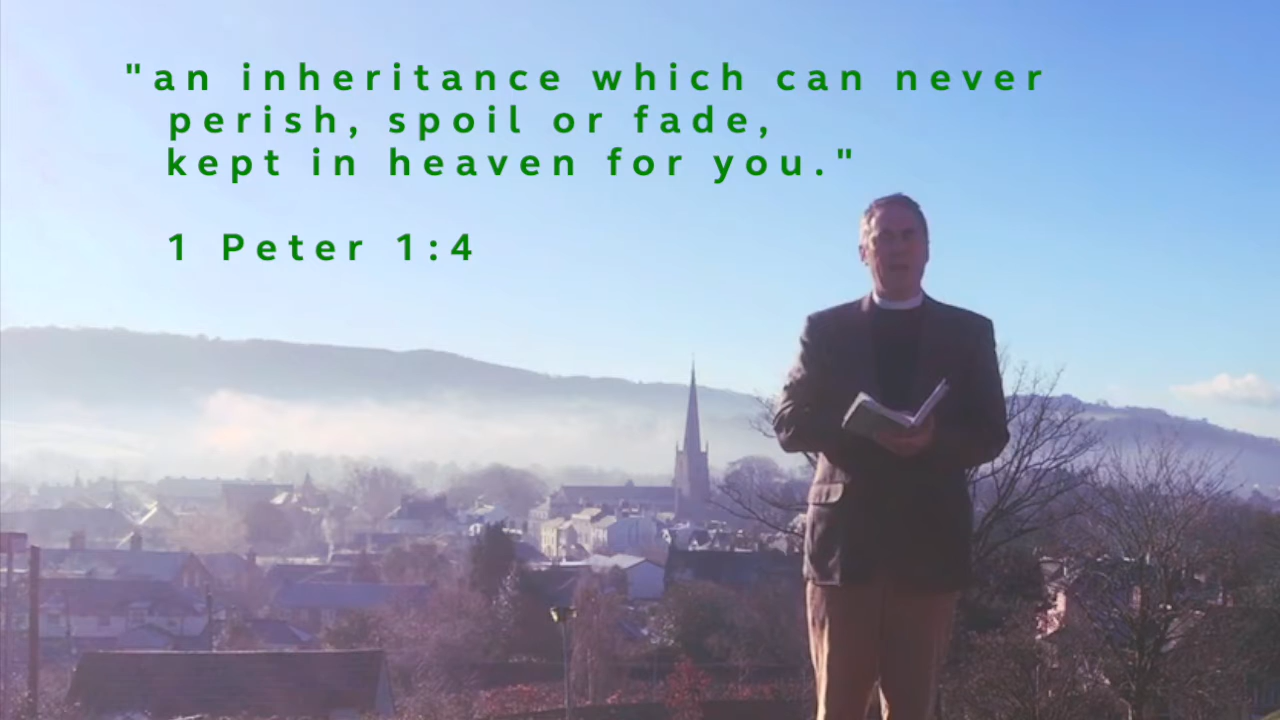 "an inheritance which can never
perish, spoil or fade,
kept in heaven for you."
1 Peter 1:4